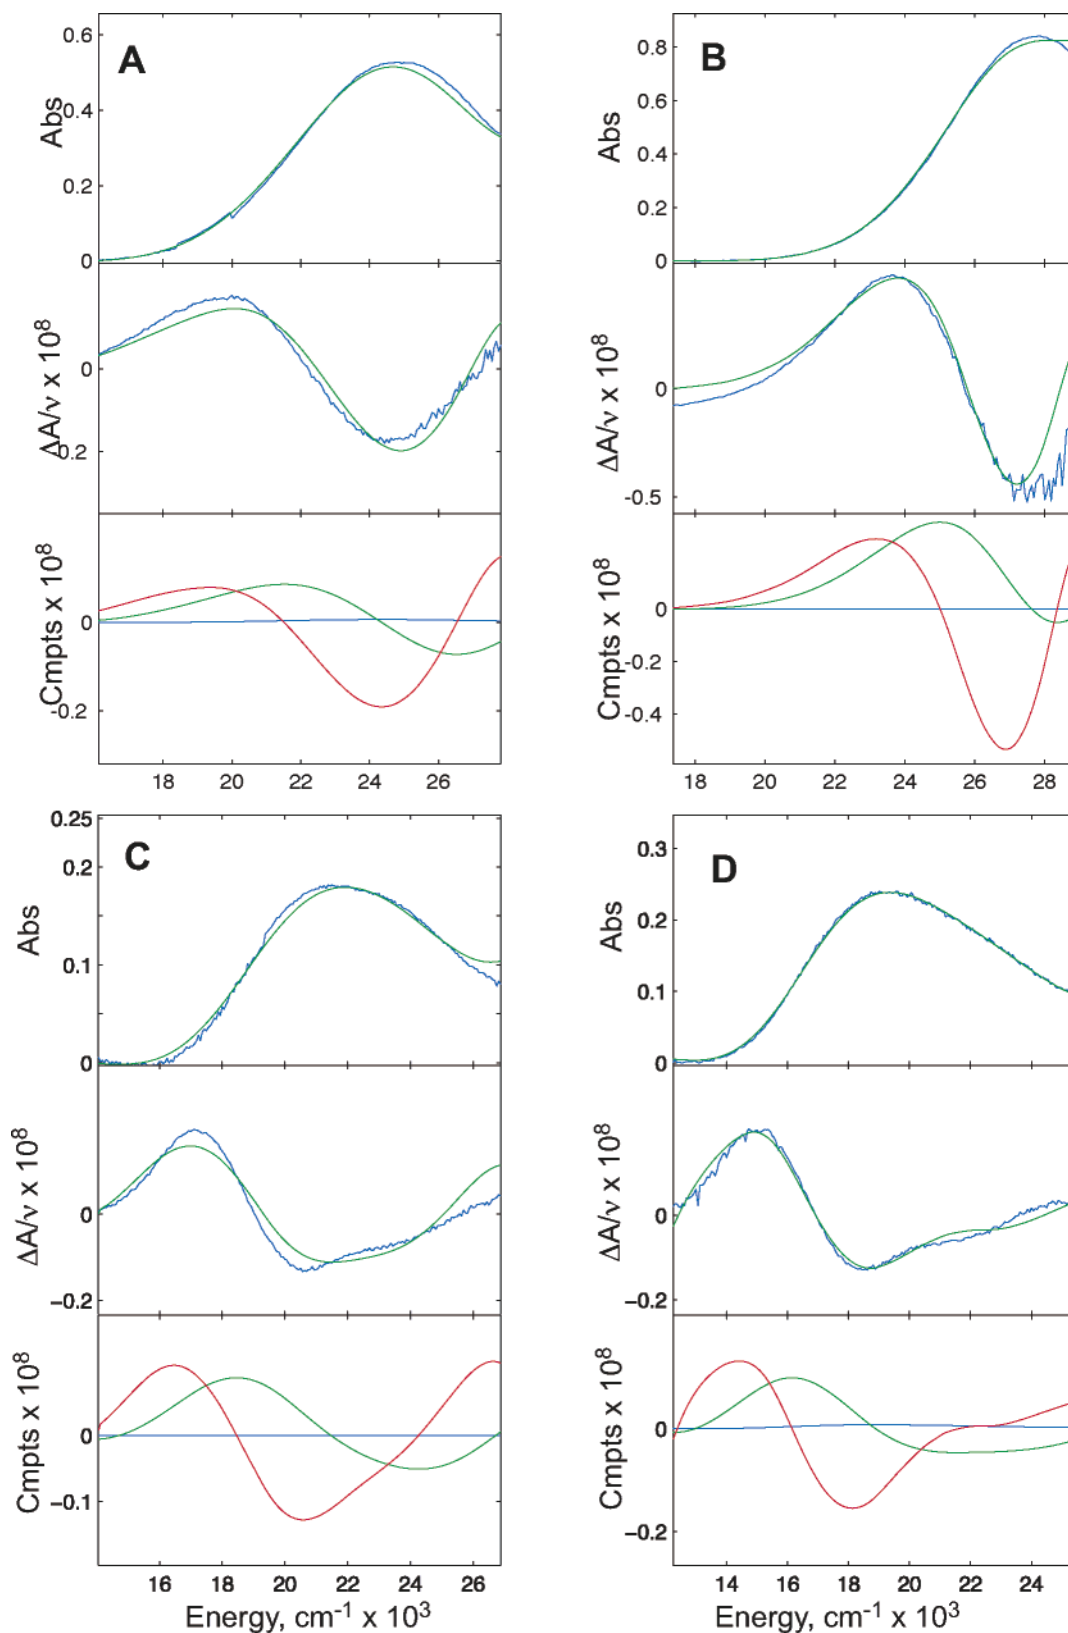 A
Abs
0.6
0.4
0.2
0
ΔA/ν x 10⁸
0
0.2
Cmpts x 10⁸
0
-0.2
18 20 22 24 26
B
Abs
0.8
0.6
0.4
0.2
0
ΔA/ν x 10⁸
0
-0.5
Cmpts x 10⁸
0
-0.2
-0.4
18 20 22 24 26 28
C
Abs
0.25
0.2
0.1
0
ΔA/ν x 10⁸
0
−0.2
Cmpts x 10⁸
0
−0.1
16 18 20 22 24 26
Energy, cm⁻¹ x 10³
D
Abs
0.3
0.2
0.1
0
ΔA/ν x 10⁸
0
−0.2
Cmpts x 10⁸
0
−0.2
14 16 18 20 22 24
Energy, cm⁻¹ x 10³